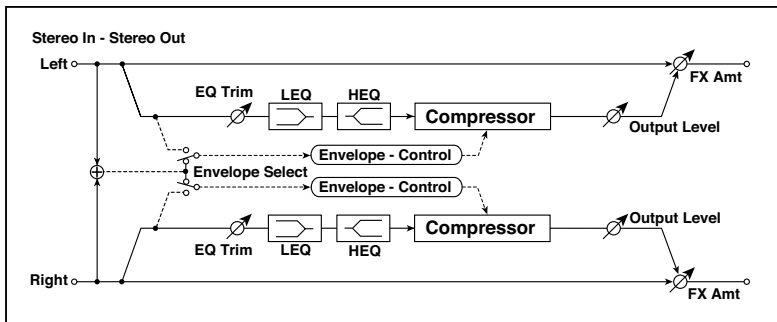 Stereo In - Stereo Out
Left
FX Amt
EQ Trim
LEQ
HEQ
Compressor
Output Level
Envelope - Control
Envelope Select
Envelope - Control
Output Level
EQ Trim
LEQ
HEQ
Compressor
Right
FX Amt